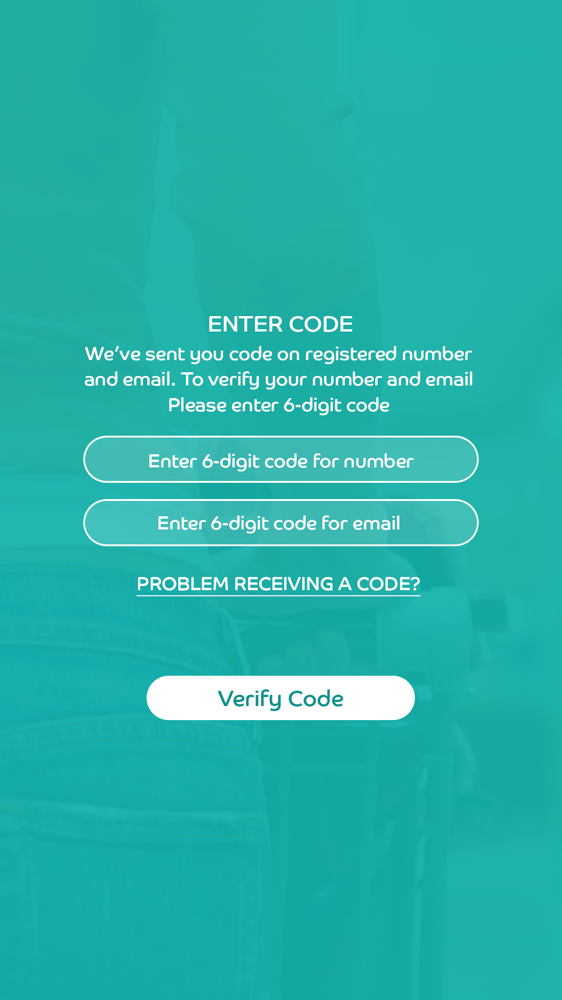 ENTER CODE
We've sent you code on registered number
and email. To verify your number and email
Please enter 6-digit code
Enter 6-digit code for number
Enter 6-digit code for email
PROBLEM RECEIVING A CODE?
Verify Code